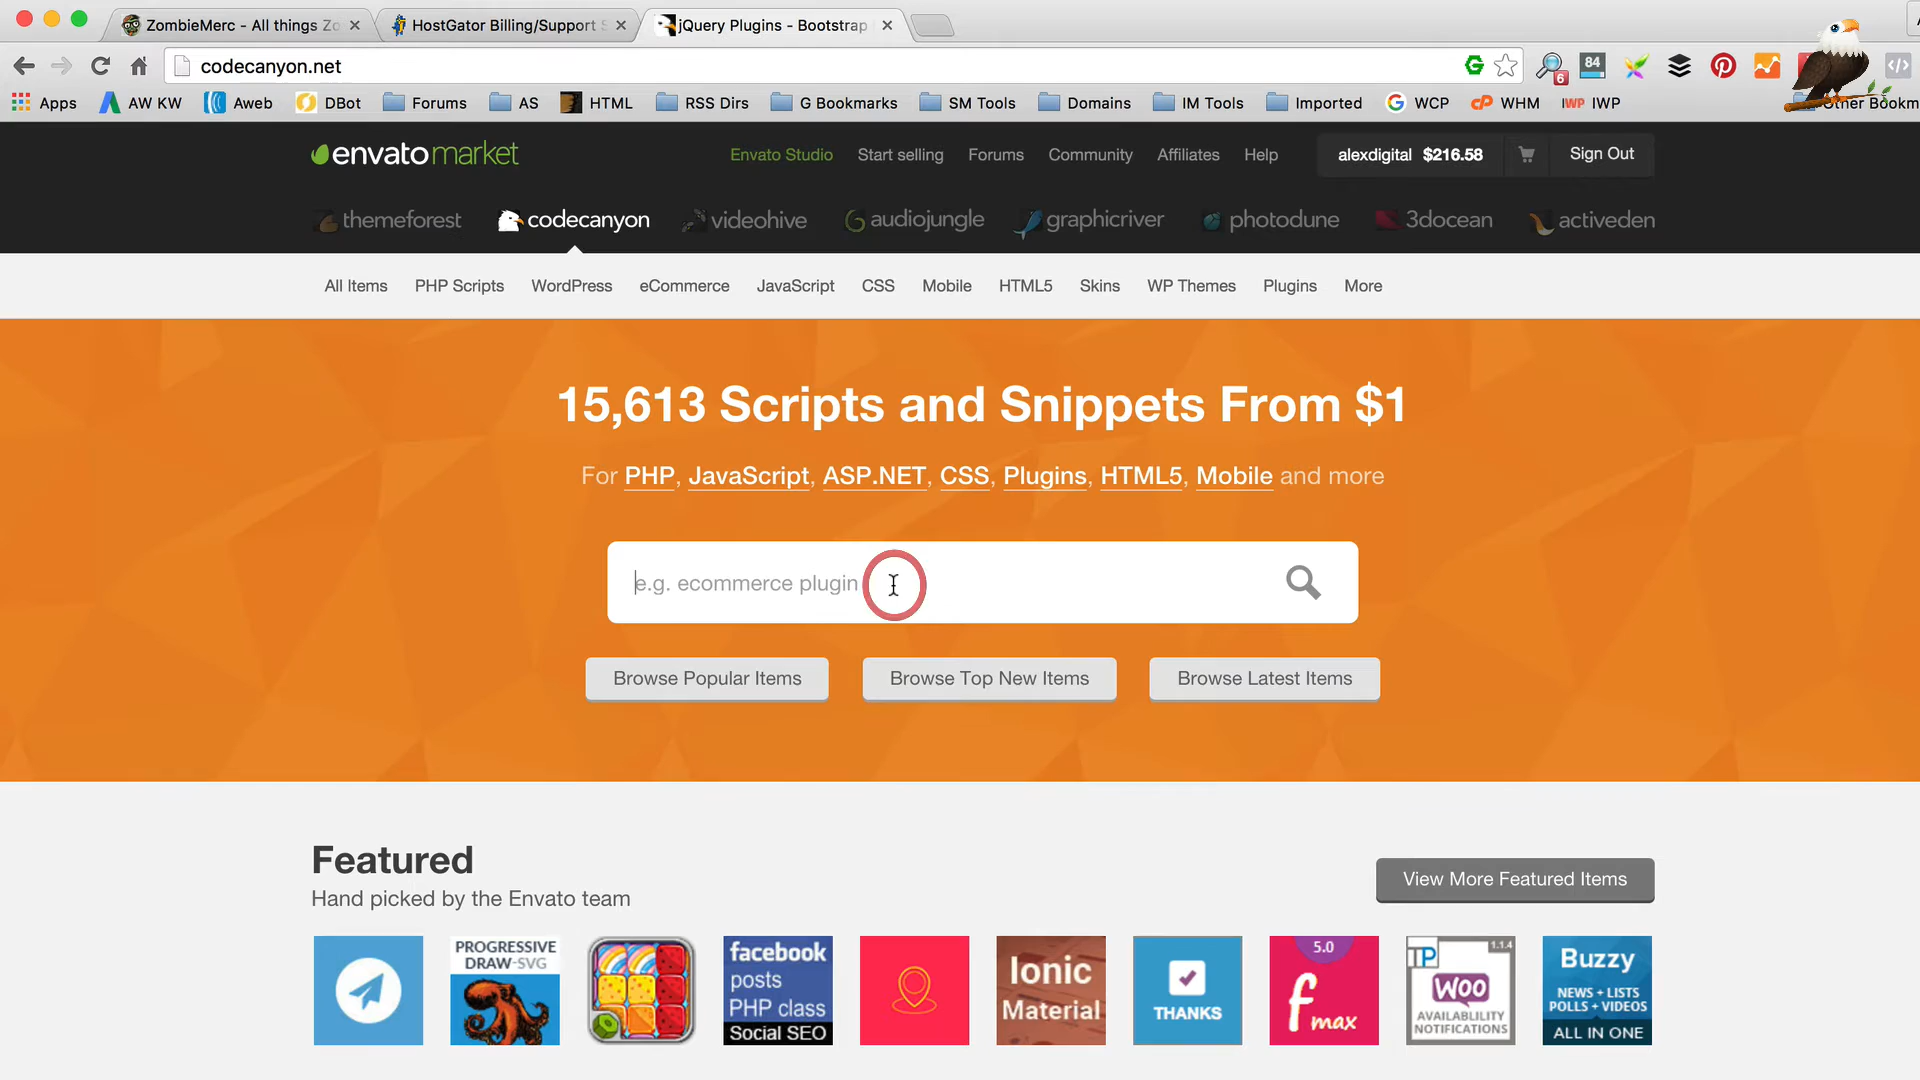 ZombieMerc - All things Zo
HostGator Billing/Support S
jQuery Plugins - Bootstrap
codecanyon.net
6
84
Apps
AW KW
Aweb
DBot
Forums
AS
HTML
RSS Dirs
G Bookmarks
SM Tools
Domains
IM Tools
Imported
WCP
WHM
IWP IWP
Other Bookm
envato market
Envato Studio
Start selling
Forums
Community
Affiliates
Help
alexdigital $216.58
Sign Out
themeforest
codecanyon
videohive
audiojungle
graphicriver
photodune
3docean
activeden
All Items
PHP Scripts
WordPress
eCommerce
JavaScript
CSS
Mobile
HTML5
Skins
WP Themes
Plugins
More
15,613 Scripts and Snippets From $1
For PHP, JavaScript, ASP.NET, CSS, Plugins, HTML5, Mobile and more
e.g. ecommerce plugin
Browse Popular Items
Browse Top New Items
Browse Latest Items
Featured
Hand picked by the Envato team
View More Featured Items
PROGRESSIVE
DRAW-SVG
facebook
posts
PHP class
Social SEO
Ionic
Material
THANKS
5.0
f max
TP
1.1.4
WOO
AVAILABLILITY
NOTIFICATIONS
Buzzy
NEWS + LISTS
POLLS + VIDEOS
ALL IN ONE